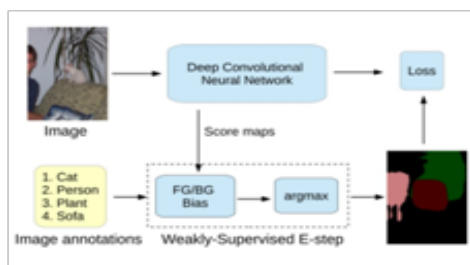 Deep Convolutional
Neural Network
Loss
Image
Score maps
1. Cat
2. Person
3. Plant
4. Sofa
FG/BG
Bias
argmax
Image annotations
Weakly-Supervised E-step